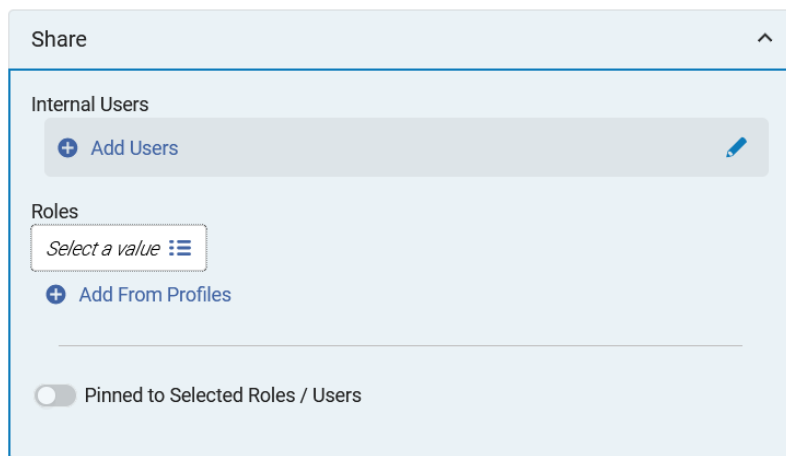 Share
Internal Users
Add Users
Roles
Select a value
Add From Profiles
Pinned to Selected Roles / Users